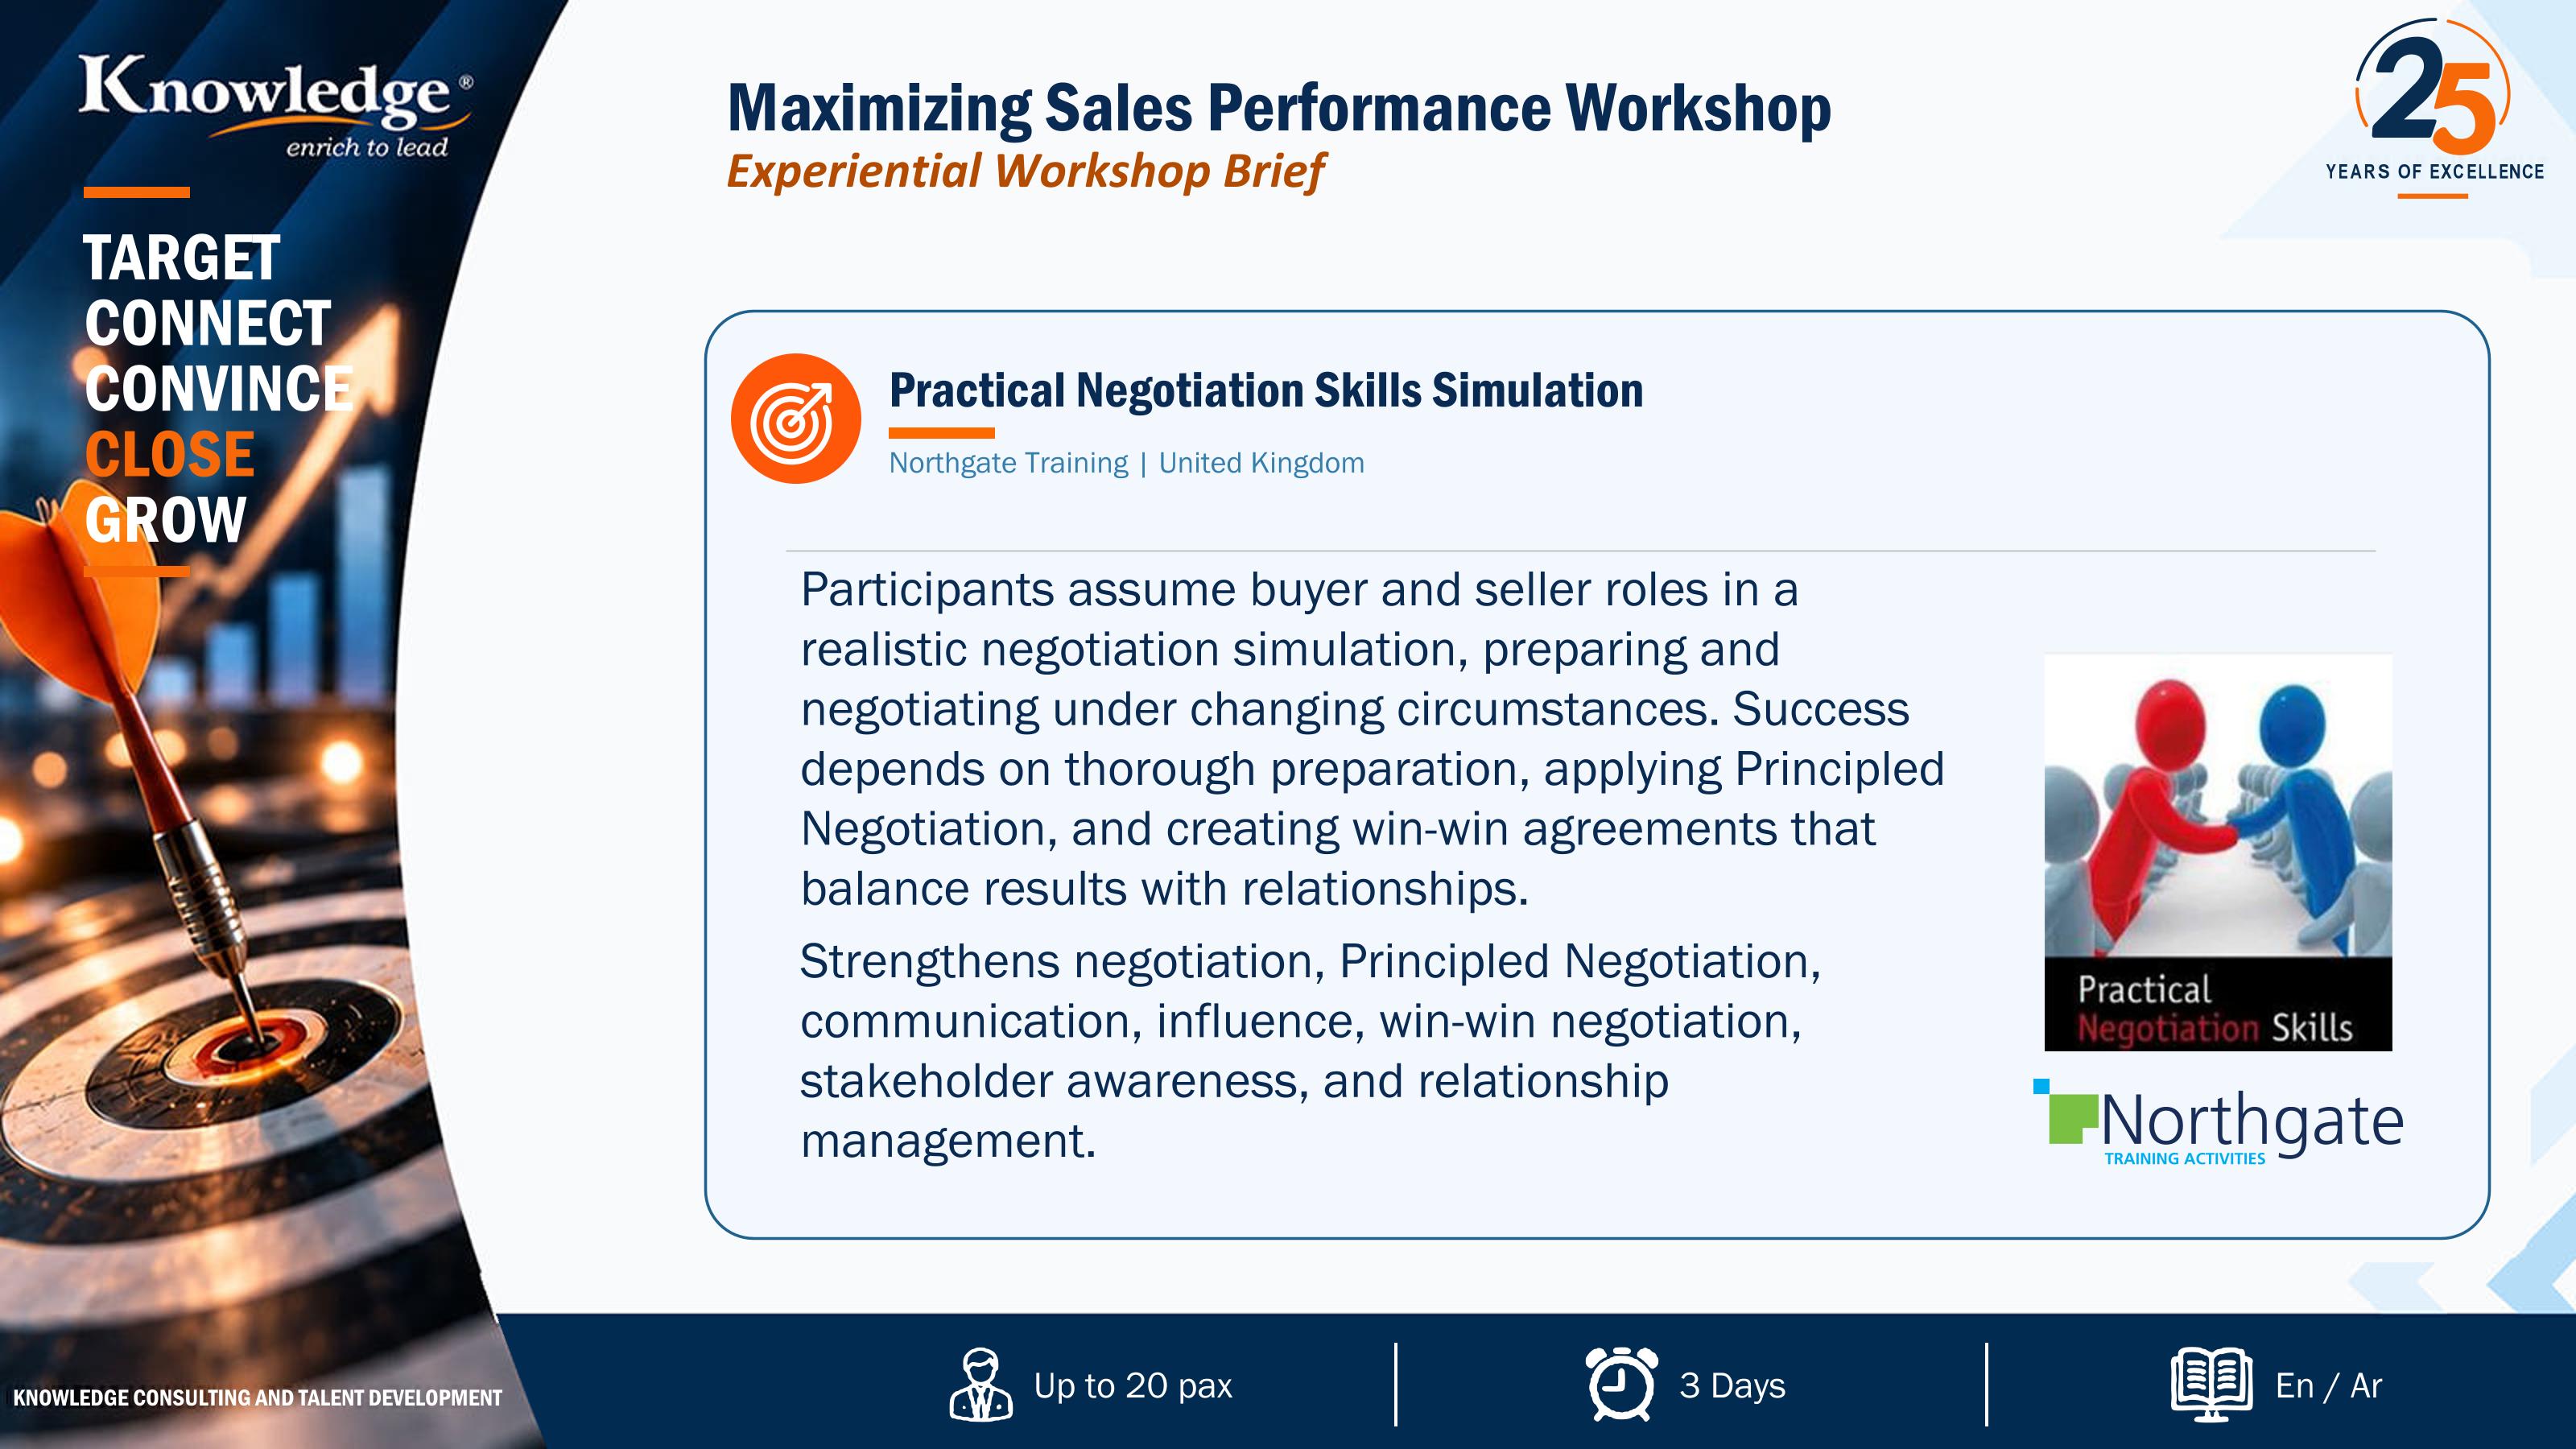 Knowledge®
enrich to lead
TARGET
CONNECT
CONVINCE
CLOSE
GROW
KNOWLEDGE CONSULTING AND TALENT DEVELOPMENT
Maximizing Sales Performance Workshop
Experiential Workshop Brief
25
YEARS OF EXCELLENCE
Practical Negotiation Skills Simulation
Northgate Training | United Kingdom
Participants assume buyer and seller roles in a
realistic negotiation simulation, preparing and
negotiating under changing circumstances. Success
depends on thorough preparation, applying Principled
Negotiation, and creating win-win agreements that
balance results with relationships.
Strengthens negotiation, Principled Negotiation,
communication, influence, win-win negotiation,
stakeholder awareness, and relationship
management.
Practical
Negotiation Skills
Northgate
TRAINING ACTIVITIES
Up to 20 pax
3 Days
En / Ar